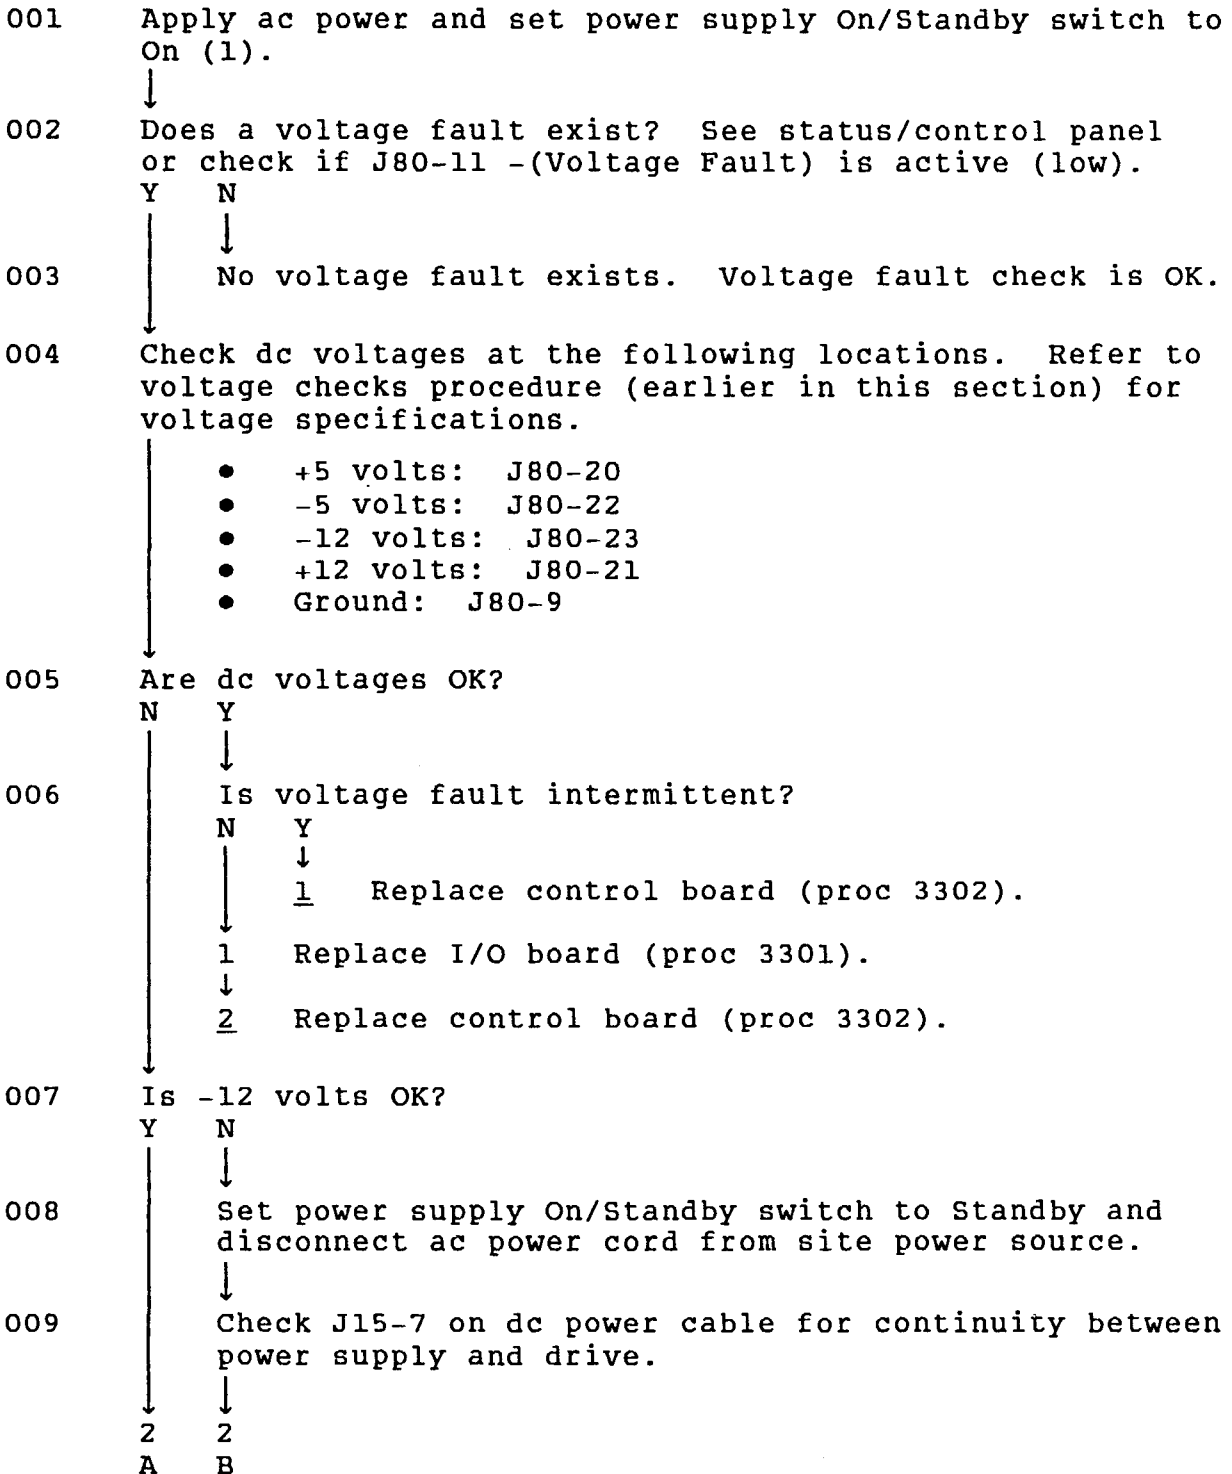 001 Apply ac power and set power supply On/Standby switch to
On (1).
002 Does a voltage fault exist? See status/control panel
or check if J80-11 -(Voltage Fault) is active (low).
Y N
003 No voltage fault exists. Voltage fault check is OK.
004 Check dc voltages at the following locations. Refer to
voltage checks procedure (earlier in this section) for
voltage specifications.
• +5 volts: J80-20
• -5 volts: J80-22
• -12 volts: J80-23
• +12 volts: J80-21
• Ground: J80-9
005 Are dc voltages OK?
N Y
006 Is voltage fault intermittent?
N Y
1 Replace control board (proc 3302).
1 Replace I/O board (proc 3301).
2 Replace control board (proc 3302).
007 Is -12 volts OK?
Y N
008 Set power supply On/Standby switch to Standby and
disconnect ac power cord from site power source.
009 Check J15-7 on dc power cable for continuity between
power supply and drive.
2 2
A B